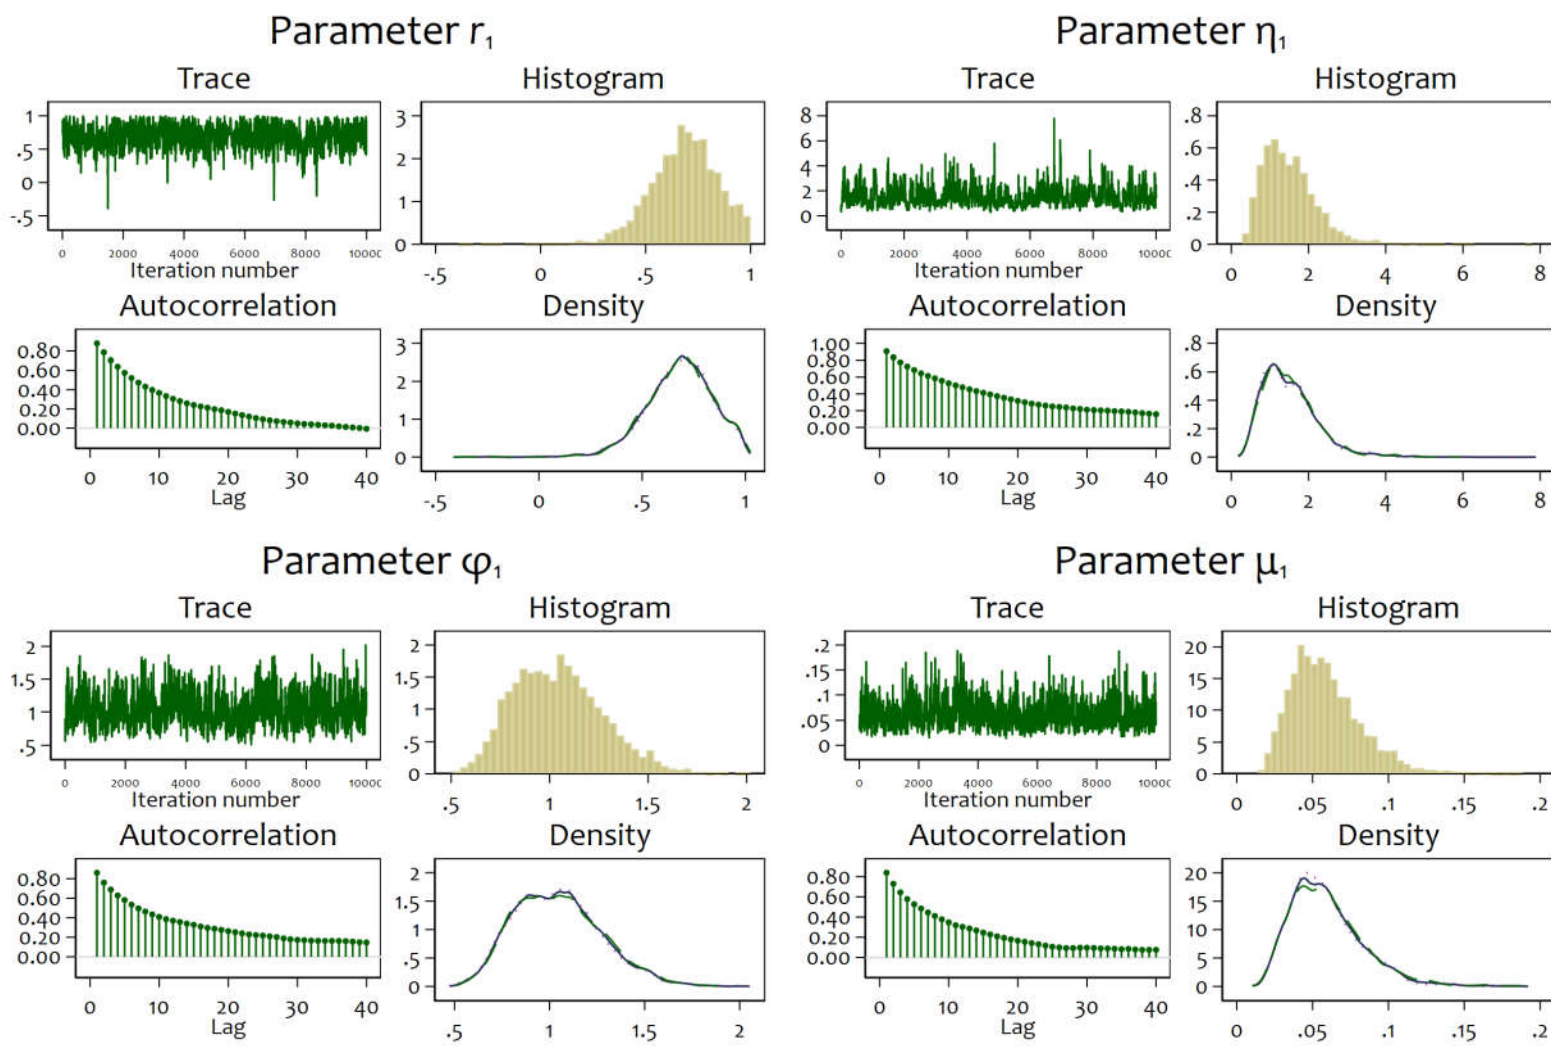 Parameter r₁
Trace
Histogram
1
.5
0
-.5
0 2000 4000 6000 8000 10000
Iteration number
3
2
1
0
-.5 0 .5 1
Autocorrelation
Density
0.80
0.60
0.40
0.20
0.00
0 10 20 30 40
Lag
3
2
1
0
-.5 0 .5 1
Parameter η₁
Trace
Histogram
8
6
4
2
0
0 2000 4000 6000 8000 10000
Iteration number
.8
.6
.4
.2
0
0 2 4 6 8
Autocorrelation
Density
1.00
0.80
0.60
0.40
0.20
0.00
0 10 20 30 40
Lag
.8
.6
.4
.2
0
0 2 4 6 8
Parameter φ₁
Trace
Histogram
2
1.5
1
.5
0 2000 4000 6000 8000 10000
Iteration number
2
1.5
1
.5
0
.5 1 1.5 2
Autocorrelation
Density
0.80
0.60
0.40
0.20
0.00
0 10 20 30 40
Lag
2
1.5
1
.5
0
.5 1 1.5 2
Parameter μ₁
Trace
Histogram
.2
.15
.1
.05
0
0 2000 4000 6000 8000 10000
Iteration number
20
15
10
5
0
0 .05 .1 .15 .2
Autocorrelation
Density
0.80
0.60
0.40
0.20
0.00
0 10 20 30 40
Lag
20
15
10
5
0
0 .05 .1 .15 .2